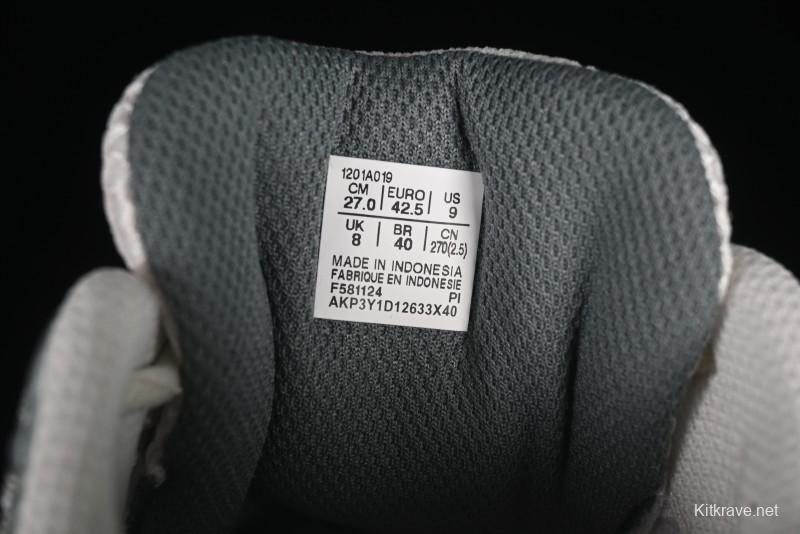 1201A019
CM | EURO | US
27.0 | 42.5 | 9
UK | BR | CN
8 | 40 | 270(2.5)
MADE IN INDONESIA
FABRIQUE EN INDONESIE
F581124 PI
AKP3Y1D12633X40
Kitkrave.net